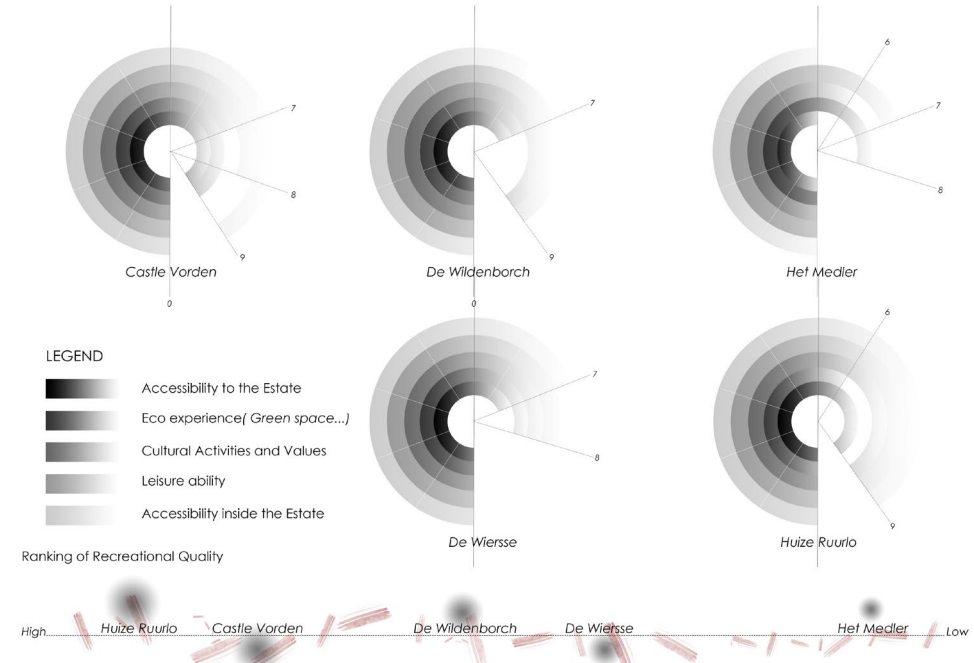 6
7
7
7
8
8
9
9
Castle Vorden
De Wildenborch
Het Medler
0
0
6
LEGEND
7
Accessibility to the Estate
Eco experience( Green space...)
Cultural Activities and Values
8
Leisure ability
Accessibility inside the Estate
9
De Wiersse
Huize Ruurlo
Ranking of Recreational Quality
High
Huize Ruurlo
Castle Vorden
De Wildenborch
De Wiersse
Het Medler
Low